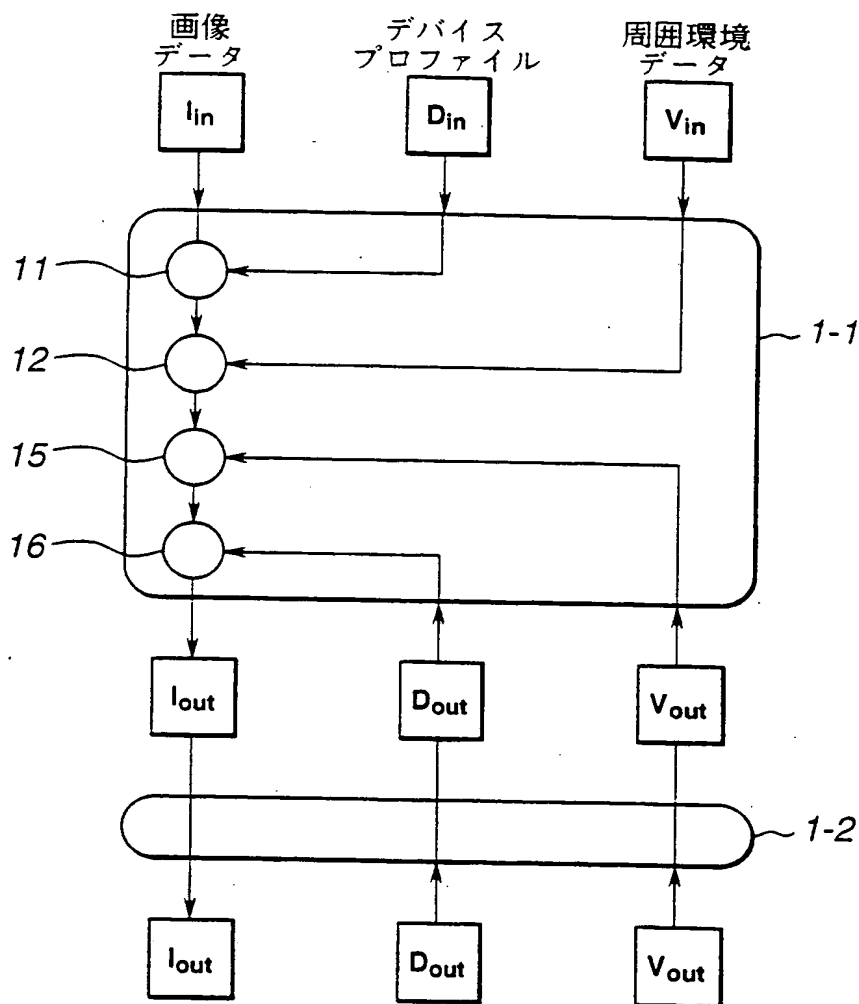 画像
データ
デバイス
プロファイル
周囲環境
データ
Iin
Din
Vin
11
12
15
16
1-1
Iout
Dout
Vout
1-2
Iout
Dout
Vout